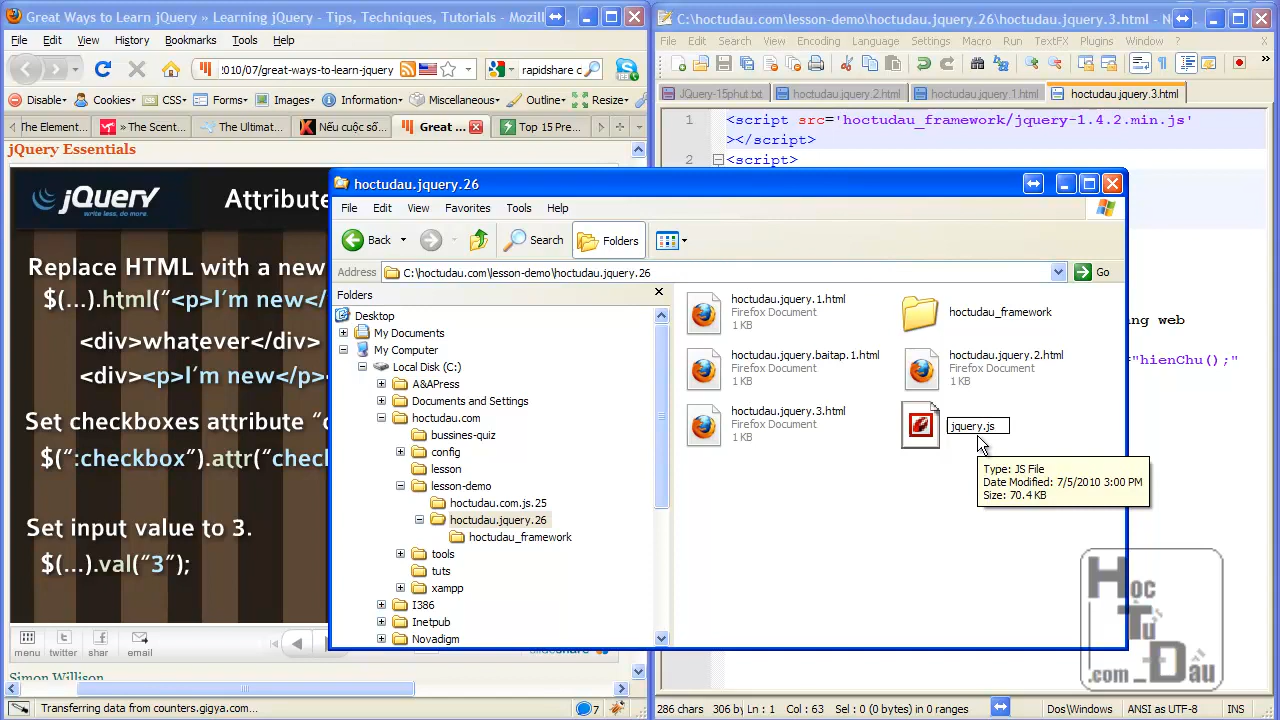 Great Ways to Learn jQuery » Learning jQuery - Tips, Techniques, Tutorials - Mozill...
File Edit View History Bookmarks Tools Help
010/07/great-ways-to-learn-jquery
rapidshare c
Disable Cookies CSS Forms Images Information Miscellaneous Outline Resize
The Element... » The Scent... The Ultimat... Nếu cuộc số... Great ... Top 15 Pre...
jQuery Essentials
jQuery
write less, do more.
Attribute
Replace HTML with a new
$(...).html("<p>I'm new</
<div>whatever</div>
<div><p>I'm new</p>
Set checkboxes attribute "c
$(":checkbox").attr("chec
Set input value to 3.
$(...).val("3");
menu twitter shar email
slideshare
Simon Willison
Transferring data from counters.gigya.com...
7
C:\hoctudau.com\lesson-demo\hoctudau.jquery.26\hoctudau.jquery.3.html - N...
File Edit Search View Encoding Language Settings Macro Run TextFX Plugins Window ?
X
JQuery-15phut.txt hoctudau.jquery.2.html hoctudau.jquery.1.html hoctudau.jquery.3.html
1 <script src='hoctudau_framework/jquery-1.4.2.min.js'
></script>
2 <script>
ng web
="hienChu();"
hoctudau.jquery.26
File Edit View Favorites Tools Help
Back Search Folders
Address C:\hoctudau.com\lesson-demo\hoctudau.jquery.26 Go
Folders
Desktop
My Documents
My Computer
Local Disk (C:)
A&APress
Documents and Settings
hoctudau.com
bussines-quiz
config
lesson
lesson-demo
hoctudau.com.js.25
hoctudau.jquery.26
hoctudau_framework
tools
tuts
xampp
I386
Inetpub
Novadigm
hoctudau.jquery.1.html
Firefox Document
1 KB
hoctudau_framework
hoctudau.jquery.baitap.1.html
Firefox Document
1 KB
hoctudau.jquery.2.html
Firefox Document
1 KB
hoctudau.jquery.3.html
Firefox Document
1 KB
jquery.js
Type: JS File
Date Modified: 7/5/2010 3:00 PM
Size: 70.4 KB
Học
Từ
.com_Đầu
286 chars 306 by Ln : 1 Col : 63 Sel : 0 (0 bytes) in 0 ranges Dos\Windows ANSI as UTF-8 INS